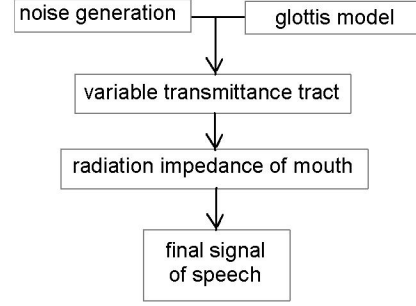 noise generation
glottis model
variable transmittance tract
radiation impedance of mouth
final signal
of speech